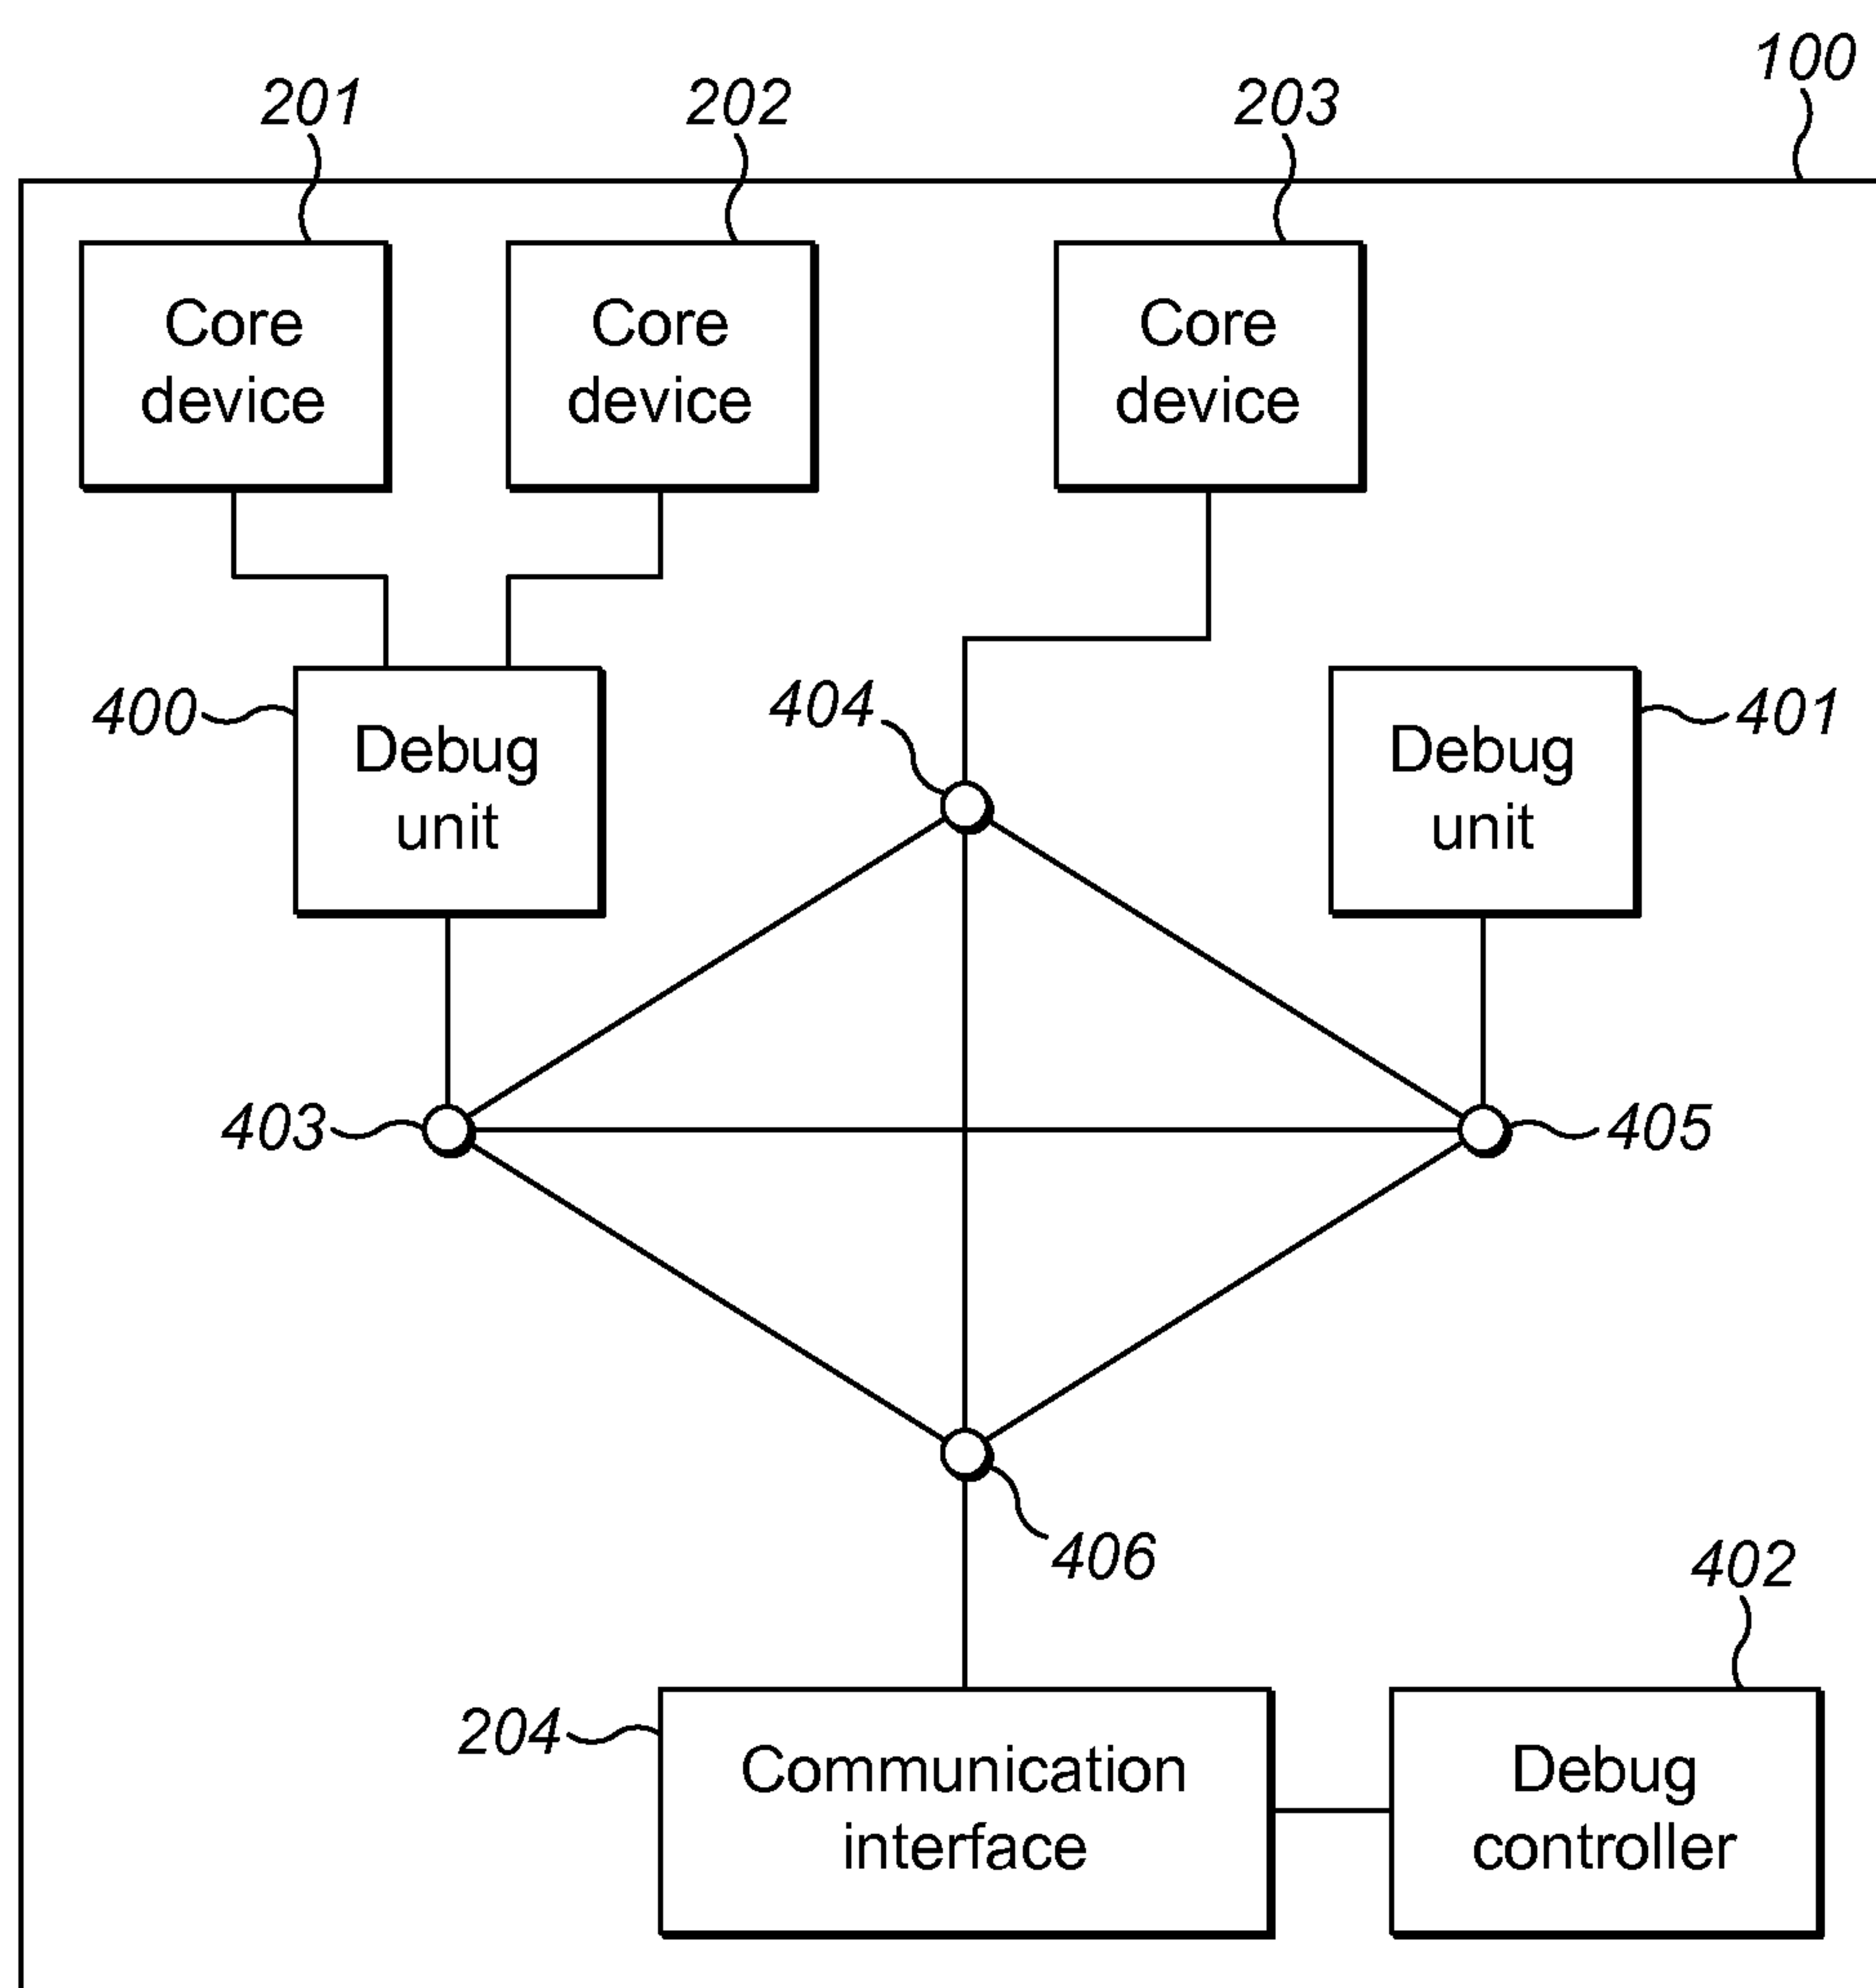 100
201
202
203
Core
device
Core
device
Core
device
400
Debug
unit
404
Debug
unit
401
403
405
406
402
204
Communication
interface
Debug
controller